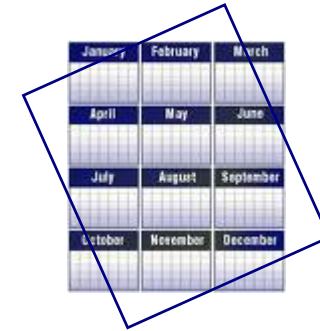 January February March
April May June
July August September
October November December